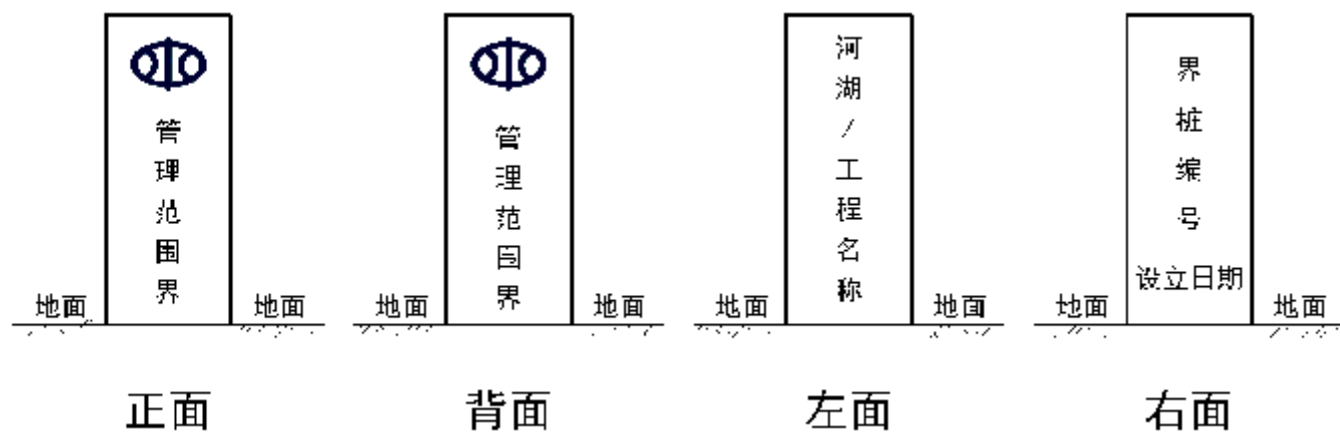 管理范围界
地面
地面
正面
管理范围界
地面
地面
背面
河湖/工程名称
地面
地面
左面
界桩编号
设立日期
地面
地面
右面